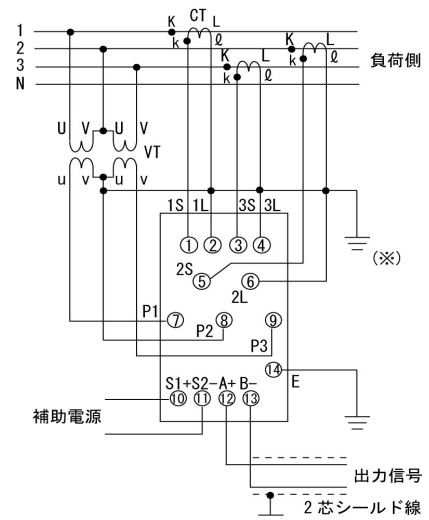 CT
1 K L
2 k ℓ K L
3 K L k ℓ 負荷側
N k ℓ
U V U V
VT
u v u v
1S 1L 3S 3L
① ② ③ ④ (※)
2S
⑤ ⑥
2L
P1 ⑦ ⑧ ⑨
P2
P3
⑭ E
S1+ S2- A+ B-
⑩ ⑪ ⑫ ⑬
補助電源
出力信号
2芯シールド線